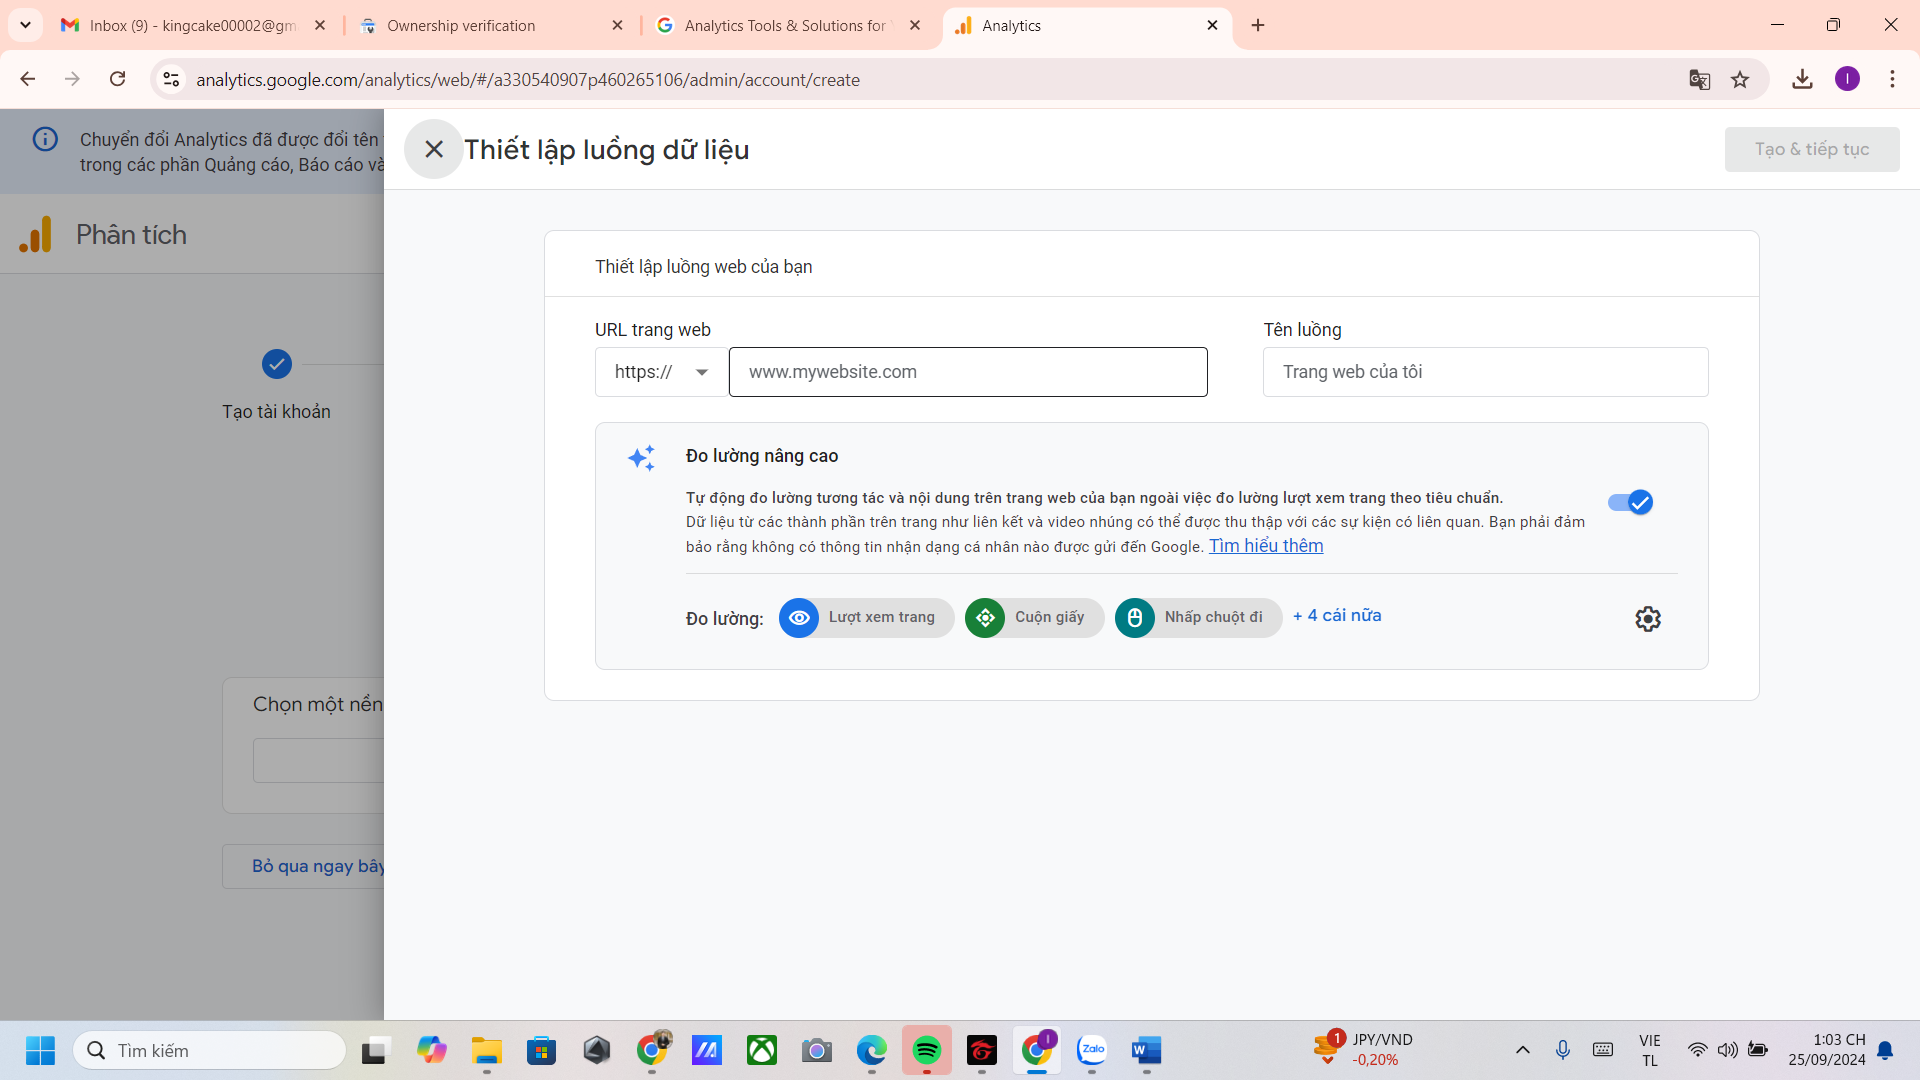 Inbox (9) - kingcake00002@gm
Ownership verification
Analytics Tools & Solutions for
Analytics
analytics.google.com/analytics/web/#/a330540907p460265106/admin/account/create
I
Chuyển đổi Analytics đã được đổi tên
trong các phần Quảng cáo, Báo cáo và
Thiết lập luồng dữ liệu
Tạo & tiếp tục
Phân tích
Thiết lập luồng web của bạn
URL trang web
Tên luồng
https://
www.mywebsite.com
Trang web của tôi
Tạo tài khoản
Đo lường nâng cao
Tự động đo lường tương tác và nội dung trên trang web của bạn ngoài việc đo lường lượt xem trang theo tiêu chuẩn.
Dữ liệu từ các thành phần trên trang như liên kết và video nhúng có thể được thu thập với các sự kiện có liên quan. Bạn phải đảm
bảo rằng không có thông tin nhận dạng cá nhân nào được gửi đến Google. Tìm hiểu thêm
Đo lường:
Lượt xem trang
Cuộn giấy
Nhấp chuột đi
+ 4 cái nữa
Chọn một nền
Bỏ qua ngay bây
Tìm kiếm
Zalo
1
JPY/VND
-0,20%
VIE
TL
1:03 CH
25/09/2024